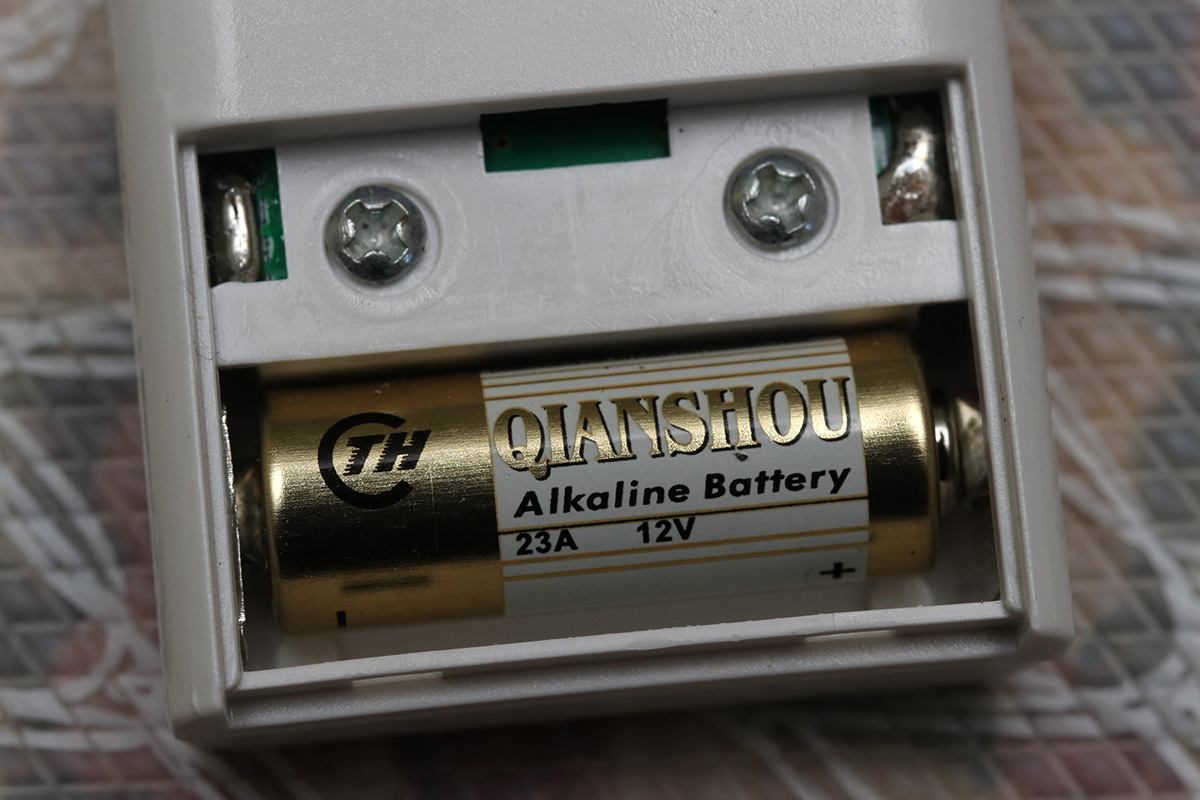 CTH
QIANSHOU
Alkaline Battery
23A 12V
- +